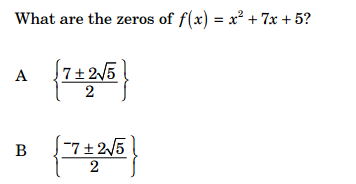 What are the zeros of f(x) = x² + 7x + 5?
A {(7 ± 2√5)/2}
B {(⁻7 ± 2√5)/2}